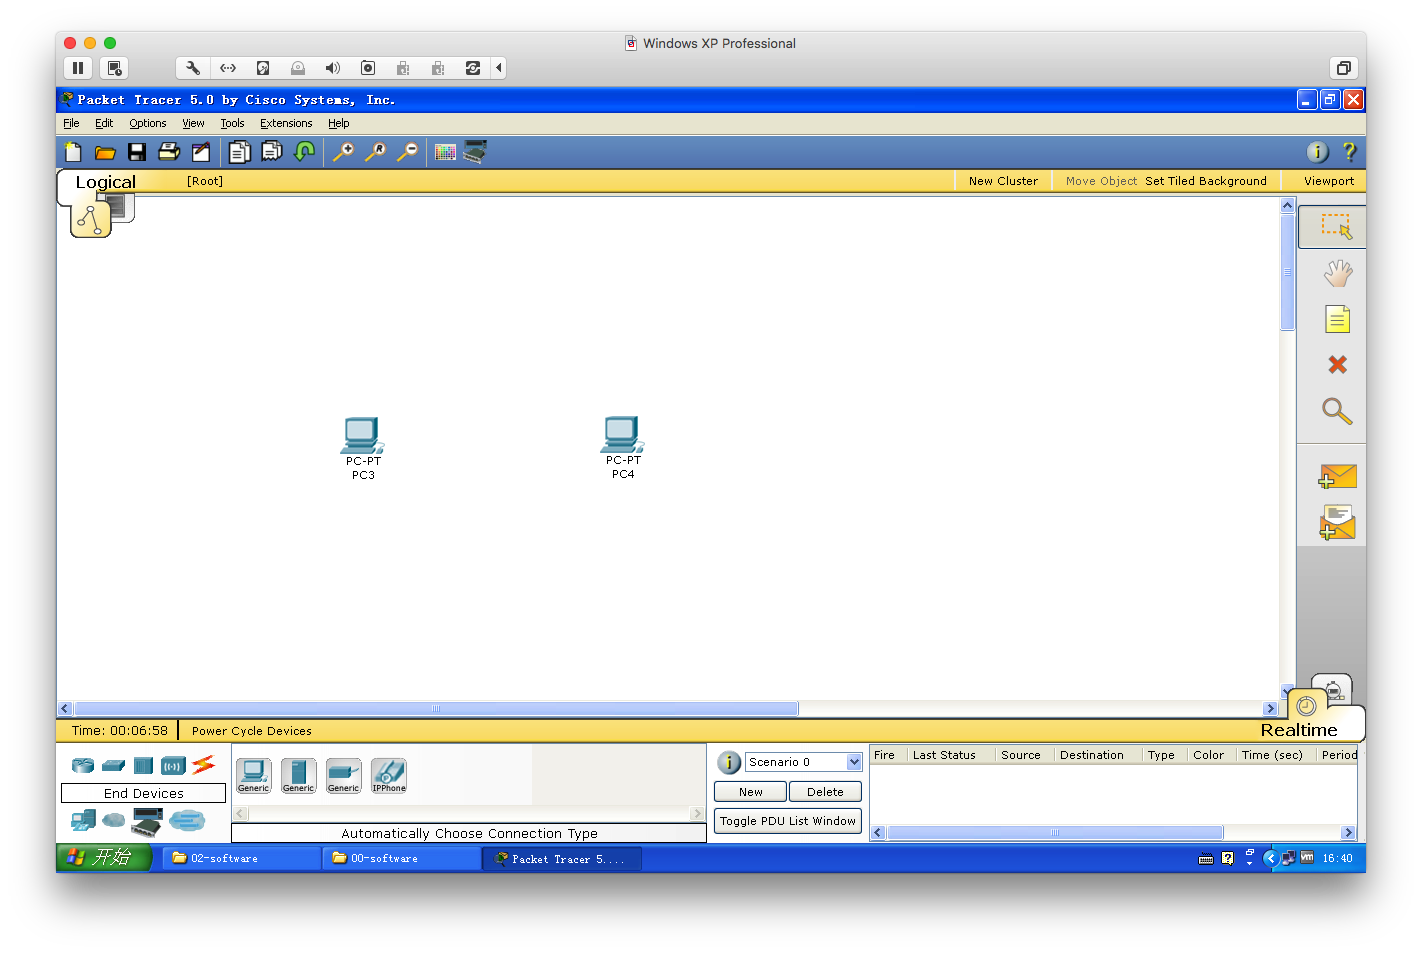 Windows XP Professional
Packet Tracer 5.0 by Cisco Systems, Inc.
File Edit Options View Tools Extensions Help
Logical [Root] New Cluster Move Object Set Tiled Background Viewport
PC-PT
PC3
PC-PT
PC4
Time: 00:06:58 Power Cycle Devices
Realtime
End Devices
Generic Generic Generic IPPhone
Automatically Choose Connection Type
Scenario 0
New Delete
Toggle PDU List Window
Fire Last Status Source Destination Type Color Time (sec) Period
开始 02-software 00-software Packet Tracer 5.... 16:40